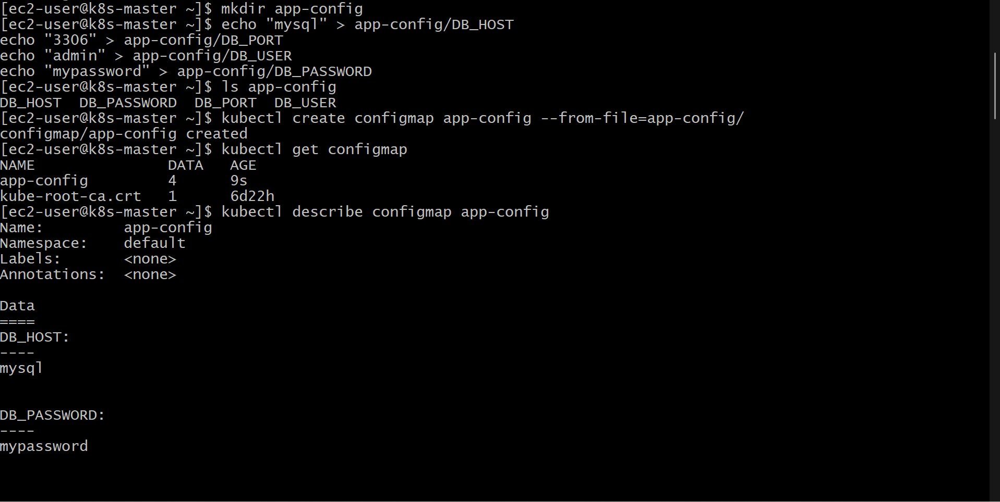 [ec2-user@k8s-master ~]$ mkdir app-config
[ec2-user@k8s-master ~]$ echo "mysql" > app-config/DB_HOST
echo "3306" > app-config/DB_PORT
echo "admin" > app-config/DB_USER
echo "mypassword" > app-config/DB_PASSWORD
[ec2-user@k8s-master ~]$ ls app-config
DB_HOST  DB_PASSWORD  DB_PORT  DB_USER
[ec2-user@k8s-master ~]$ kubectl create configmap app-config --from-file=app-config/
configmap/app-config created
[ec2-user@k8s-master ~]$ kubectl get configmap
NAME               DATA   AGE
app-config         4      9s
kube-root-ca.crt   1      6d22h
[ec2-user@k8s-master ~]$ kubectl describe configmap app-config
Name:         app-config
Namespace:    default
Labels:       <none>
Annotations:  <none>

Data
====
DB_HOST:
----
mysql


DB_PASSWORD:
----
mypassword